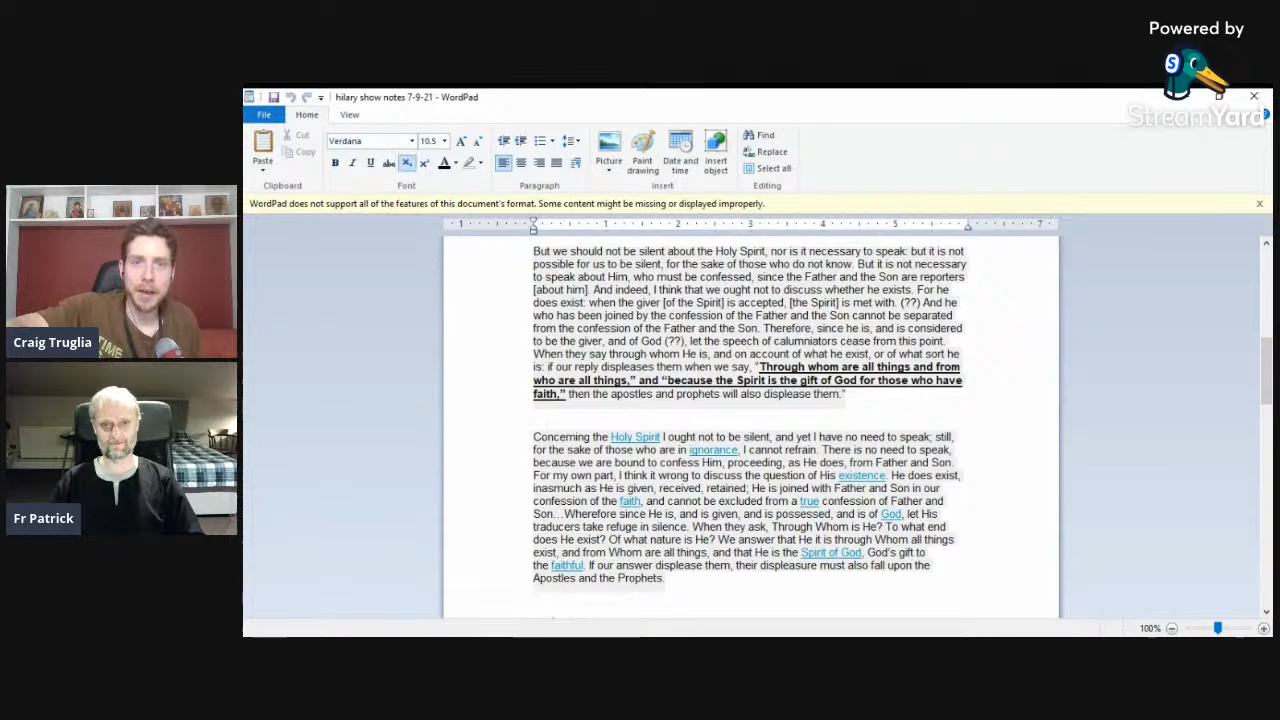 Powered by
S
StreamYard
hilary show notes 7-9-21 - WordPad
File Home View
Paste
Cut
Copy
Clipboard
Verdana 10.5
Font
Paragraph
Picture
Paint drawing
Date and time
Insert object
Insert
Find
Replace
Select all
Editing
WordPad does not support all of the features of this document's format. Some content might be missing or displayed improperly.
1 1 2 3 4 5 7
But we should not be silent about the Holy Spirit, nor is it necessary to speak: but it is not
possible for us to be silent, for the sake of those who do not know. But it is not necessary
to speak about Him, who must be confessed, since the Father and the Son are reporters
[about him]. And indeed, I think that we ought not to discuss whether he exists. For he
does exist: when the giver [of the Spirit] is accepted, [the Spirit] is met with. (??) And he
who has been joined by the confession of the Father and the Son cannot be separated
from the confession of the Father and the Son. Therefore, since he is, and is considered
to be the giver, and of God (??), let the speech of calumniators cease from this point.
When they say through whom He is, and on account of what he exist, or of what sort he
is: if our reply displeases them when we say, "Through whom are all things and from
who are all things," and "because the Spirit is the gift of God for those who have
faith," then the apostles and prophets will also displease them."
Concerning the Holy Spirit I ought not to be silent, and yet I have no need to speak; still,
for the sake of those who are in ignorance, I cannot refrain. There is no need to speak,
because we are bound to confess Him, proceeding, as He does, from Father and Son.
For my own part, I think it wrong to discuss the question of His existence. He does exist,
inasmuch as He is given, received, retained; He is joined with Father and Son in our
confession of the faith, and cannot be excluded from a true confession of Father and
Son…Wherefore since He is, and is given, and is possessed, and is of God, let His
traducers take refuge in silence. When they ask, Through Whom is He? To what end
does He exist? Of what nature is He? We answer that He it is through Whom all things
exist, and from Whom are all things, and that He is the Spirit of God, God's gift to
the faithful. If our answer displease them, their displeasure must also fall upon the
Apostles and the Prophets.
100%
Craig Truglia
Fr Patrick